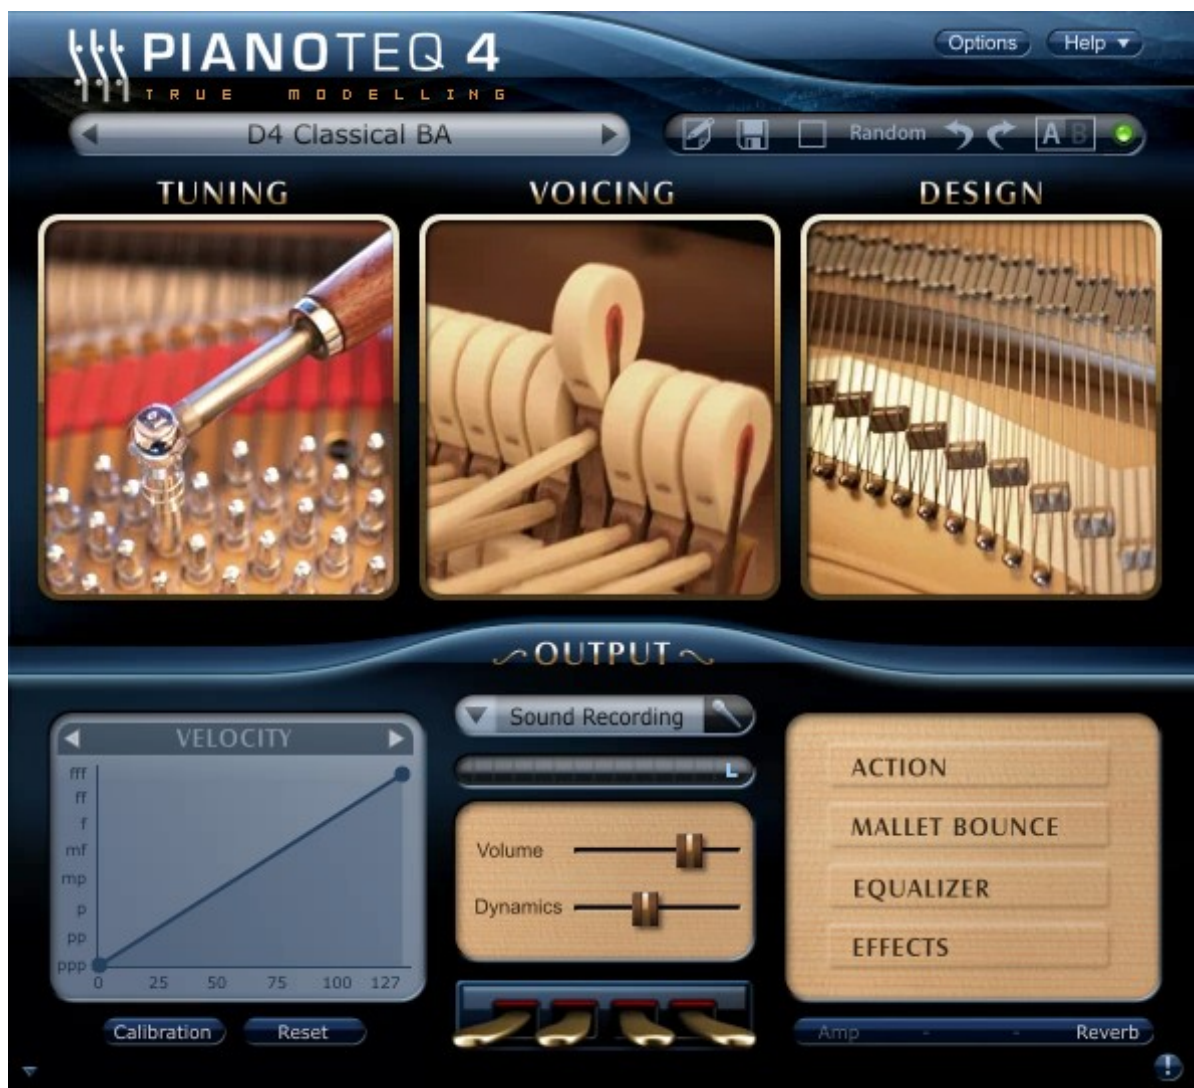 PIANOTEQ 4
TRUE MODELLING
Options
Help
D4 Classical BA
Random
A B
TUNING
VOICING
DESIGN
OUTPUT
VELOCITY
fff
ff
f
mf
mp
p
pp
ppp
0 25 50 75 100 127
Calibration
Reset
Sound Recording
L
Volume
Dynamics
ACTION
MALLET BOUNCE
EQUALIZER
EFFECTS
Amp - - Reverb
!